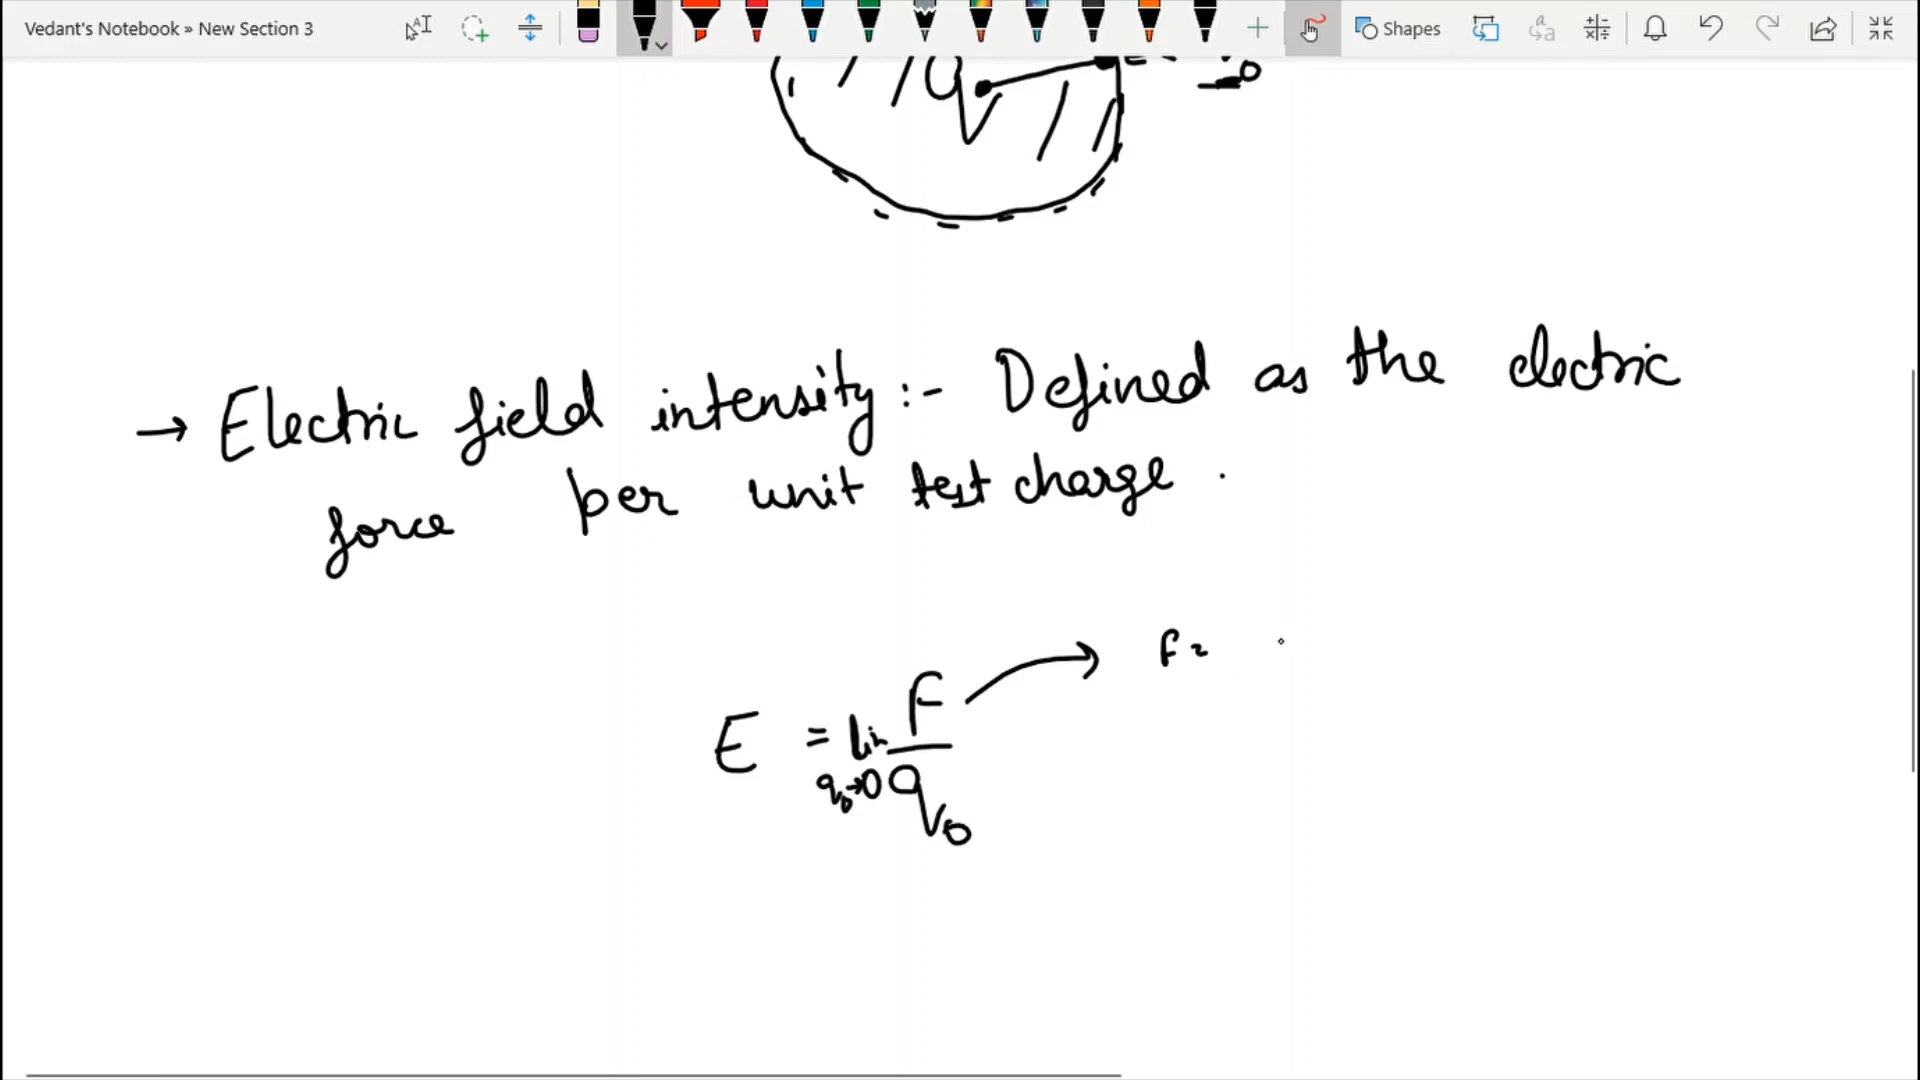 Vedant's Notebook » New Section 3
Shapes
q
→ Electric field intensity :- Defined as the electric
force per unit test charge .
F =
E = lim F
q₀→0 q₀